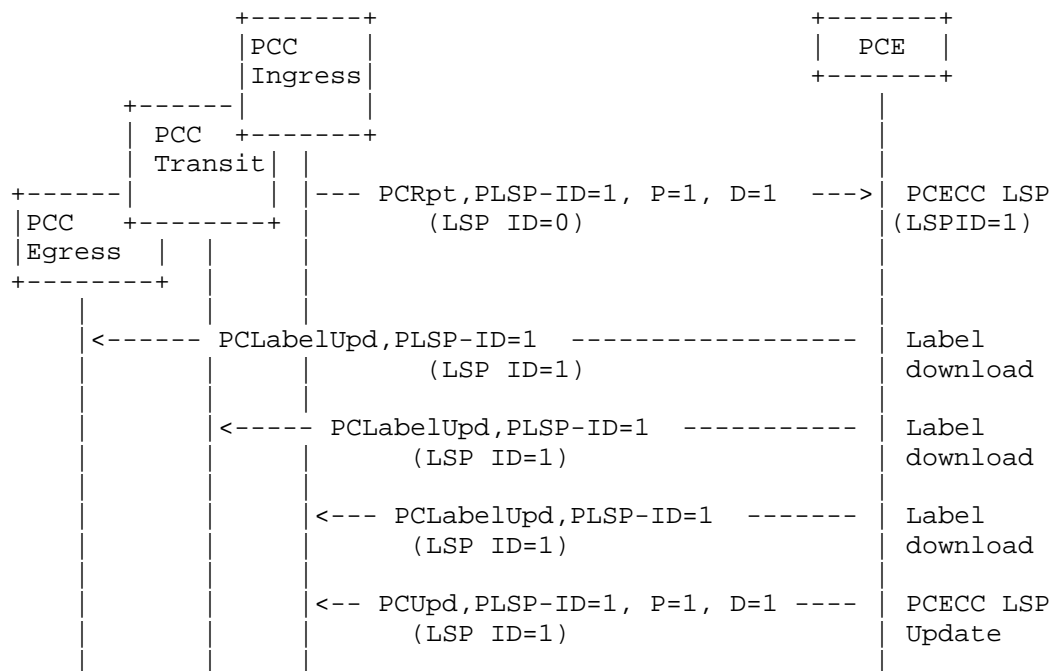 PCC
PCE
Ingress
PCC
Transit
--- PCRpt,PLSP-ID=1, P=1, D=1 ---> PCECC LSP
PCC (LSP ID=0) (LSPID=1)
Egress
<------ PCLabelUpd,PLSP-ID=1 ------------------ Label
(LSP ID=1) download
<----- PCLabelUpd,PLSP-ID=1 ----------- Label
(LSP ID=1) download
<--- PCLabelUpd,PLSP-ID=1 ------- Label
(LSP ID=1) download
<-- PCUpd,PLSP-ID=1, P=1, D=1 ---- PCECC LSP
(LSP ID=1) Update